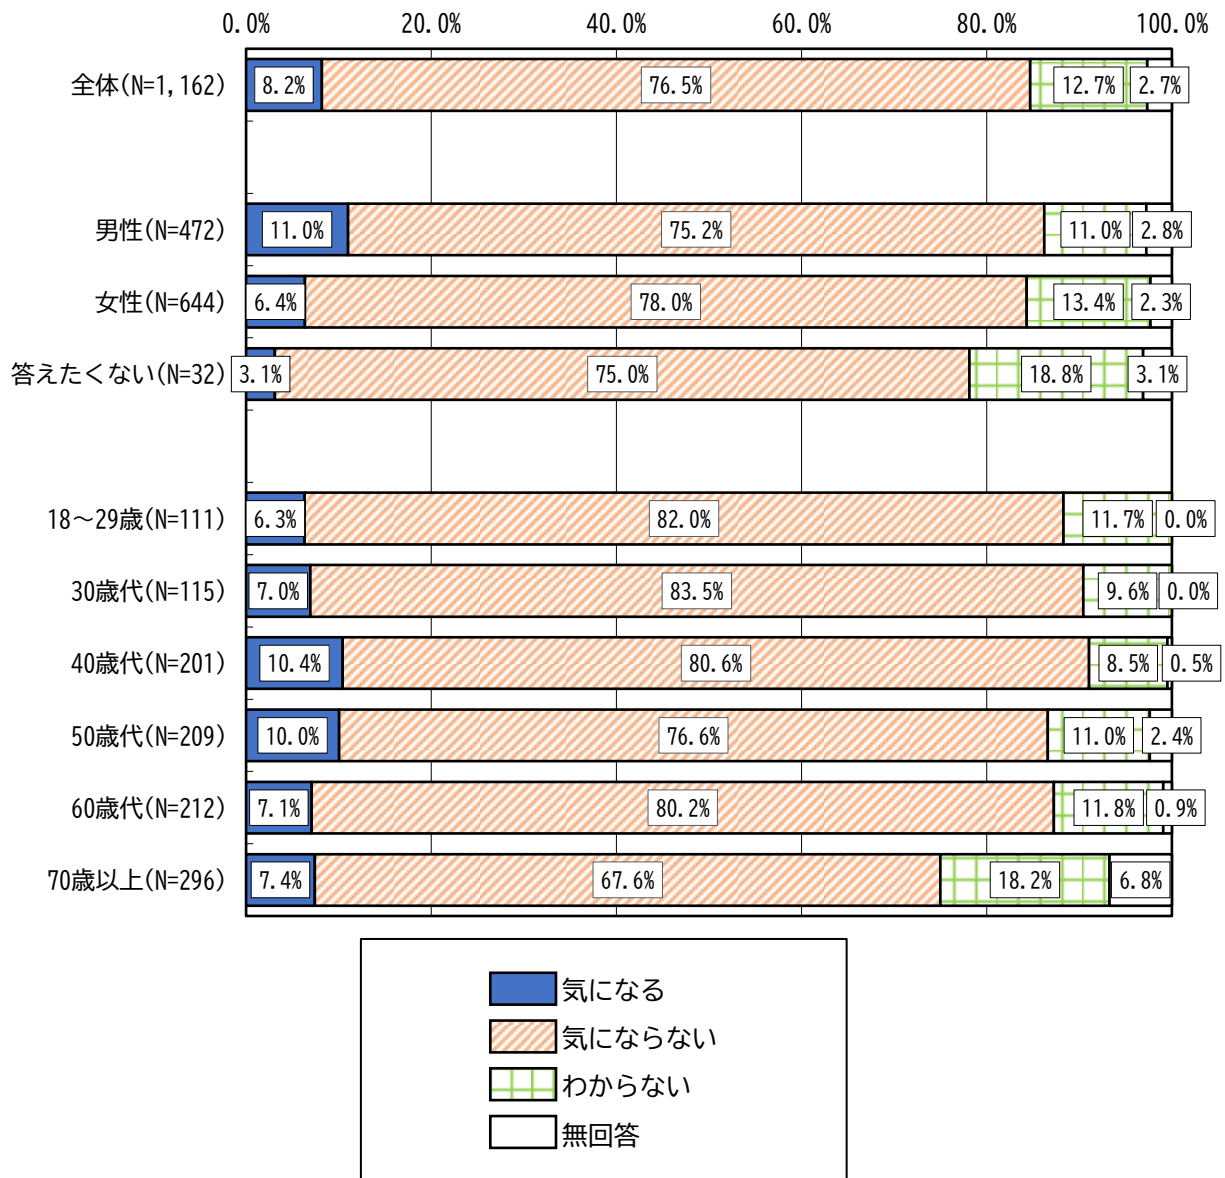 0.0% 20.0% 40.0% 60.0% 80.0% 100.0%
全体(N=1,162) 8.2% 76.5% 12.7% 2.7%
男性(N=472) 11.0% 75.2% 11.0% 2.8%
女性(N=644) 6.4% 78.0% 13.4% 2.3%
答えたくない(N=32) 3.1% 75.0% 18.8% 3.1%
18～29歳(N=111) 6.3% 82.0% 11.7% 0.0%
30歳代(N=115) 7.0% 83.5% 9.6% 0.0%
40歳代(N=201) 10.4% 80.6% 8.5% 0.5%
50歳代(N=209) 10.0% 76.6% 11.0% 2.4%
60歳代(N=212) 7.1% 80.2% 11.8% 0.9%
70歳以上(N=296) 7.4% 67.6% 18.2% 6.8%
気になる
気にならない
わからない
無回答